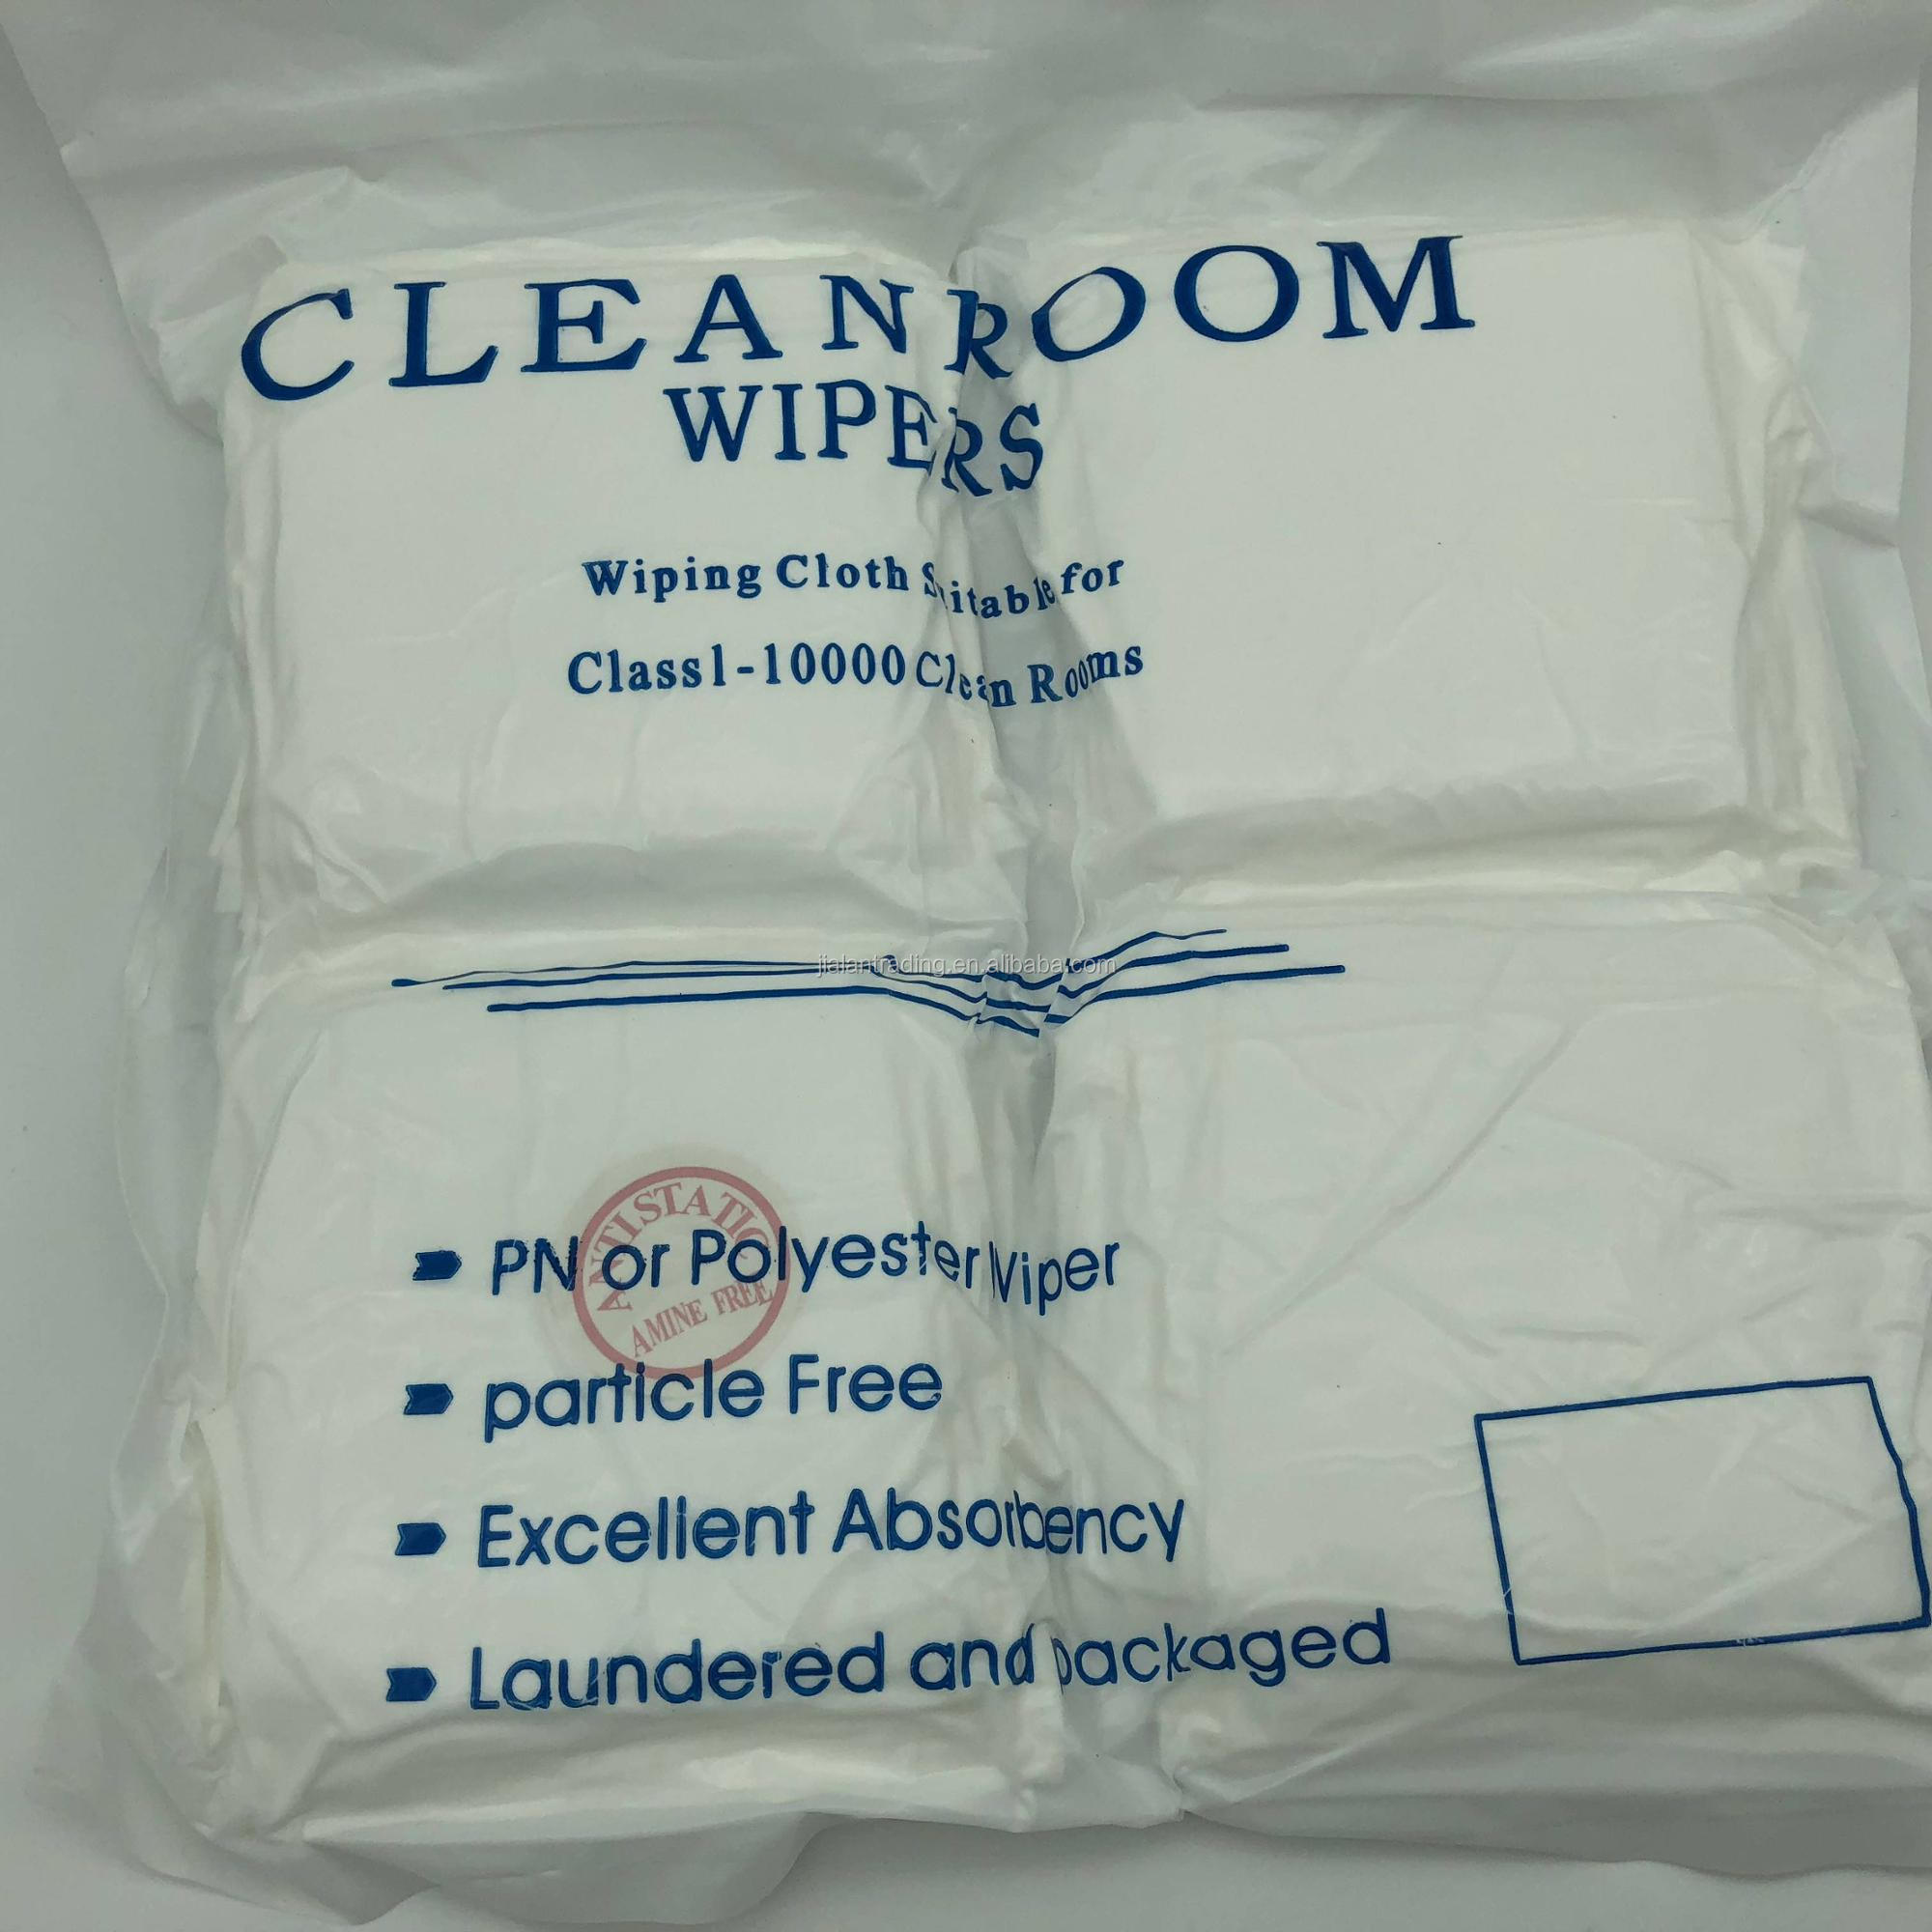 CLEANROOM
WIPERS
Wiping Cloth Suitable for
Class1-10000 Clean Rooms
jialantrading.en.alibaba.com
ANTISTATIC
AMINE FREE
PN or Polyester Wiper
particle Free
Excellent Absorbency
Laundered and packaged